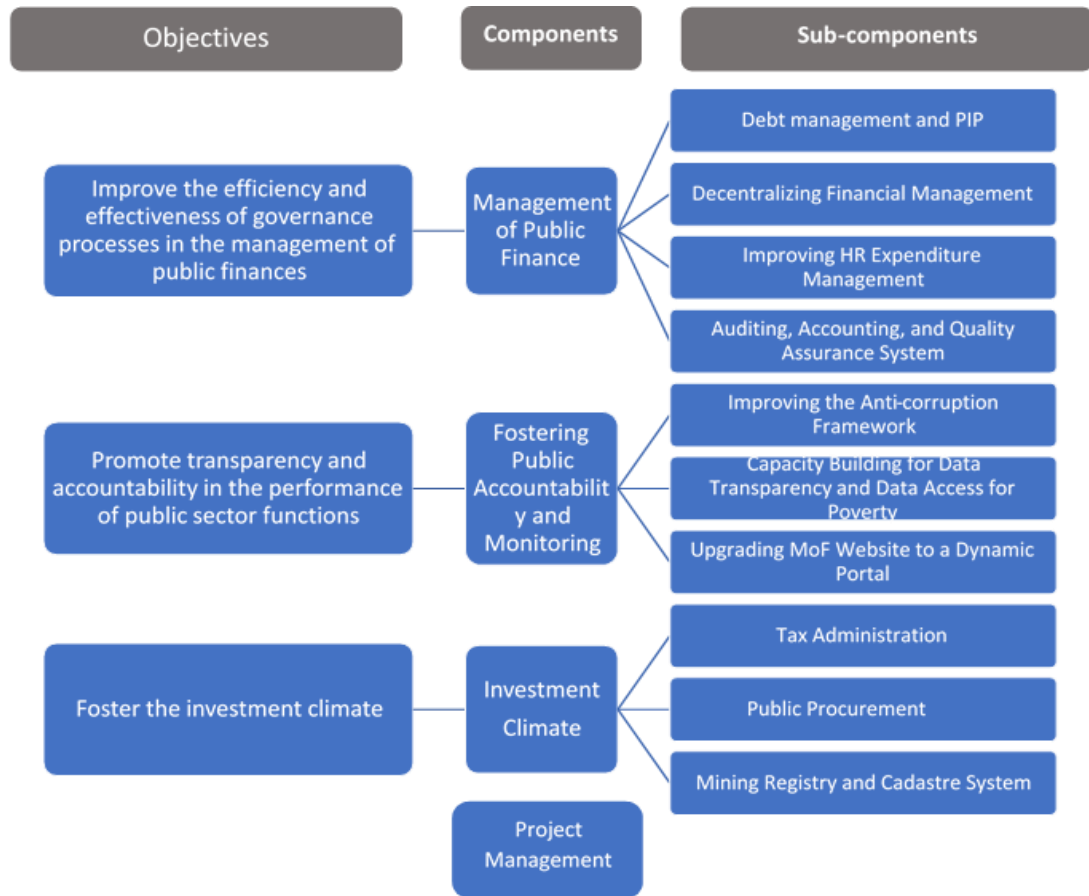 Objectives
Components
Sub-components
Improve the efficiency and
effectiveness of governance
processes in the management of
public finances
Management
of Public
Finance
Debt management and PIP
Decentralizing Financial Management
Improving HR Expenditure
Management
Auditing, Accounting, and Quality
Assurance System
Promote transparency and
accountability in the performance
of public sector functions
Fostering
Public
Accountabilit
y and
Monitoring
Improving the Anti-corruption
Framework
Capacity Building for Data
Transparency and Data Access for
Poverty
Upgrading MoF Website to a Dynamic
Portal
Foster the investment climate
Investment
Climate
Tax Administration
Public Procurement
Mining Registry and Cadastre System
Project
Management